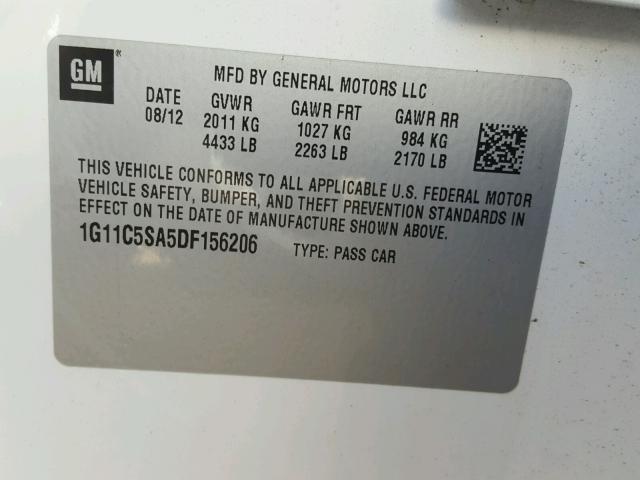 GM ®
MFD BY GENERAL MOTORS LLC
DATE GVWR GAWR FRT GAWR RR
08/12 2011 KG 1027 KG 984 KG
4433 LB 2263 LB 2170 LB
THIS VEHICLE CONFORMS TO ALL APPLICABLE U.S. FEDERAL MOTOR
VEHICLE SAFETY, BUMPER, AND THEFT PREVENTION STANDARDS IN
EFFECT ON THE DATE OF MANUFACTURE SHOWN ABOVE.
1G11C5SA5DF156206 TYPE: PASS CAR